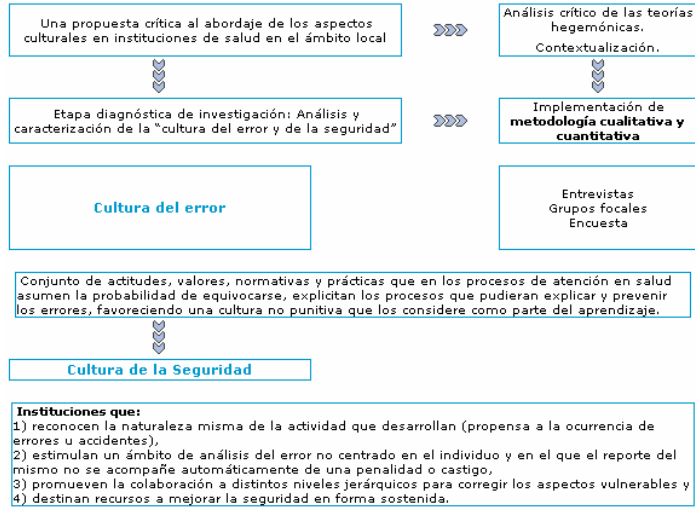 Una propuesta crítica al abordaje de los aspectos
culturales en instituciones de salud en el ámbito local
Análisis crítico de las teorías
hegemónicas.
Contextualización.
Etapa diagnóstica de investigación: Análisis y
caracterización de la "cultura del error y de la seguridad"
Implementación de
metodología cualitativa y
cuantitativa
Cultura del error
Entrevistas
Grupos focales
Encuesta
Conjunto de actitudes, valores, normativas y prácticas que en los procesos de atención en salud
asumen la probabilidad de equivocarse, explicitan los procesos que pudieran explicar y prevenir
los errores, favoreciendo una cultura no punitiva que los considere como parte del aprendizaje.
Cultura de la Seguridad
Instituciones que:
1) reconocen la naturaleza misma de la actividad que desarrollan (propensa a la ocurrencia de
errores u accidentes),
2) estimulan un ámbito de análisis del error no centrado en el individuo y en el que el reporte del
mismo no se acompañe automáticamente de una penalidad o castigo,
3) promueven la colaboración a distintos niveles jerárquicos para corregir los aspectos vulnerables y
4) destinan recursos a mejorar la seguridad en forma sostenida.